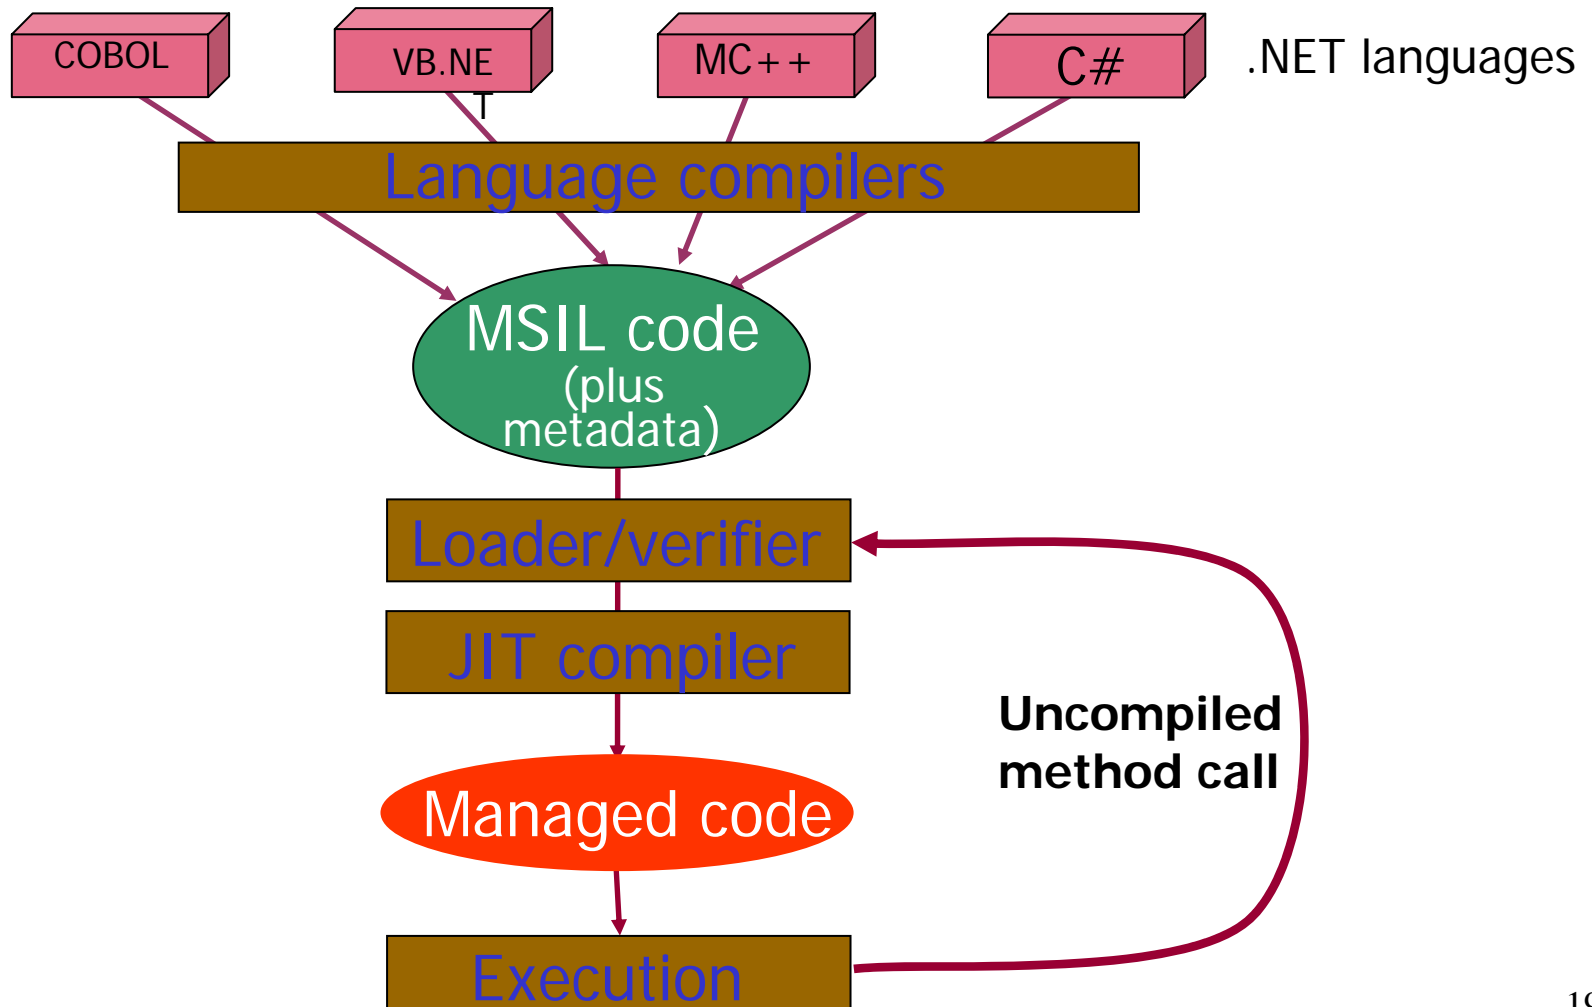 COBOL
VB.NE
T
MC++
C#
.NET languages
Language compilers
MSIL code
(plus
metadata)
Loader/verifier
JIT compiler
Uncompiled
method call
Managed code
Execution